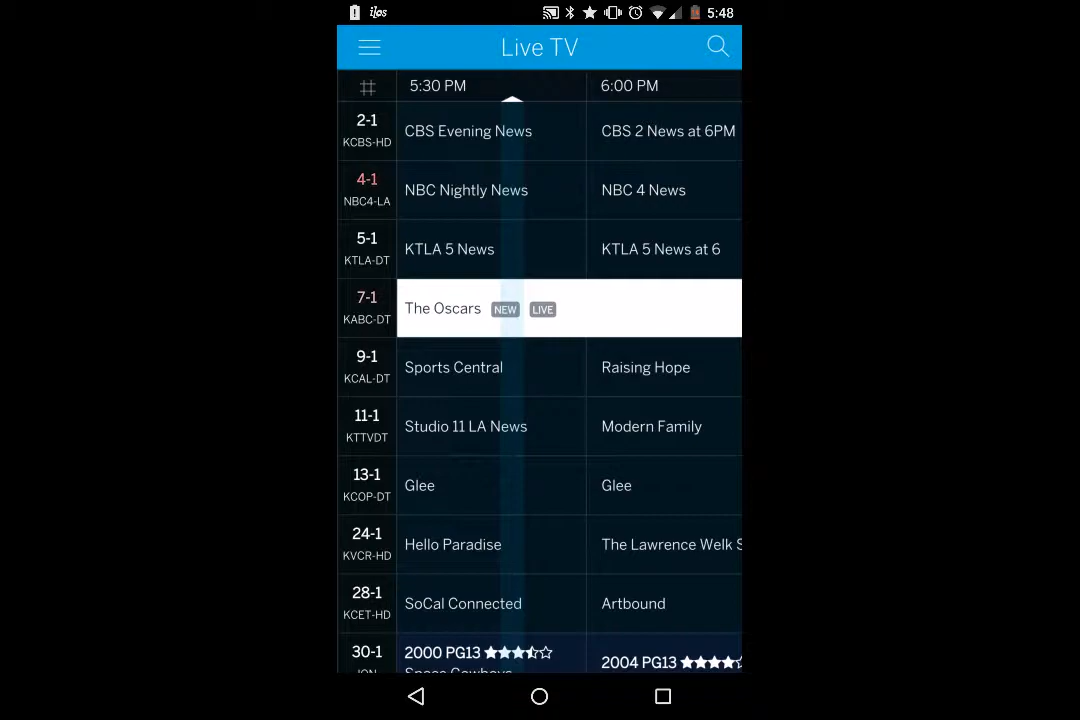 ilos 5:48
Live TV
5:30 PM 6:00 PM
2-1 KCBS-HD CBS Evening News CBS 2 News at 6PM
4-1 NBC4-LA NBC Nightly News NBC 4 News
5-1 KTLA-DT KTLA 5 News KTLA 5 News at 6
7-1 KABC-DT The Oscars NEW LIVE
9-1 KCAL-DT Sports Central Raising Hope
11-1 KTTVDT Studio 11 LA News Modern Family
13-1 KCOP-DT Glee Glee
24-1 KVCR-HD Hello Paradise The Lawrence Welk S
28-1 KCET-HD SoCal Connected Artbound
30-1 2000 PG13 2004 PG13
ION Space Cowboys